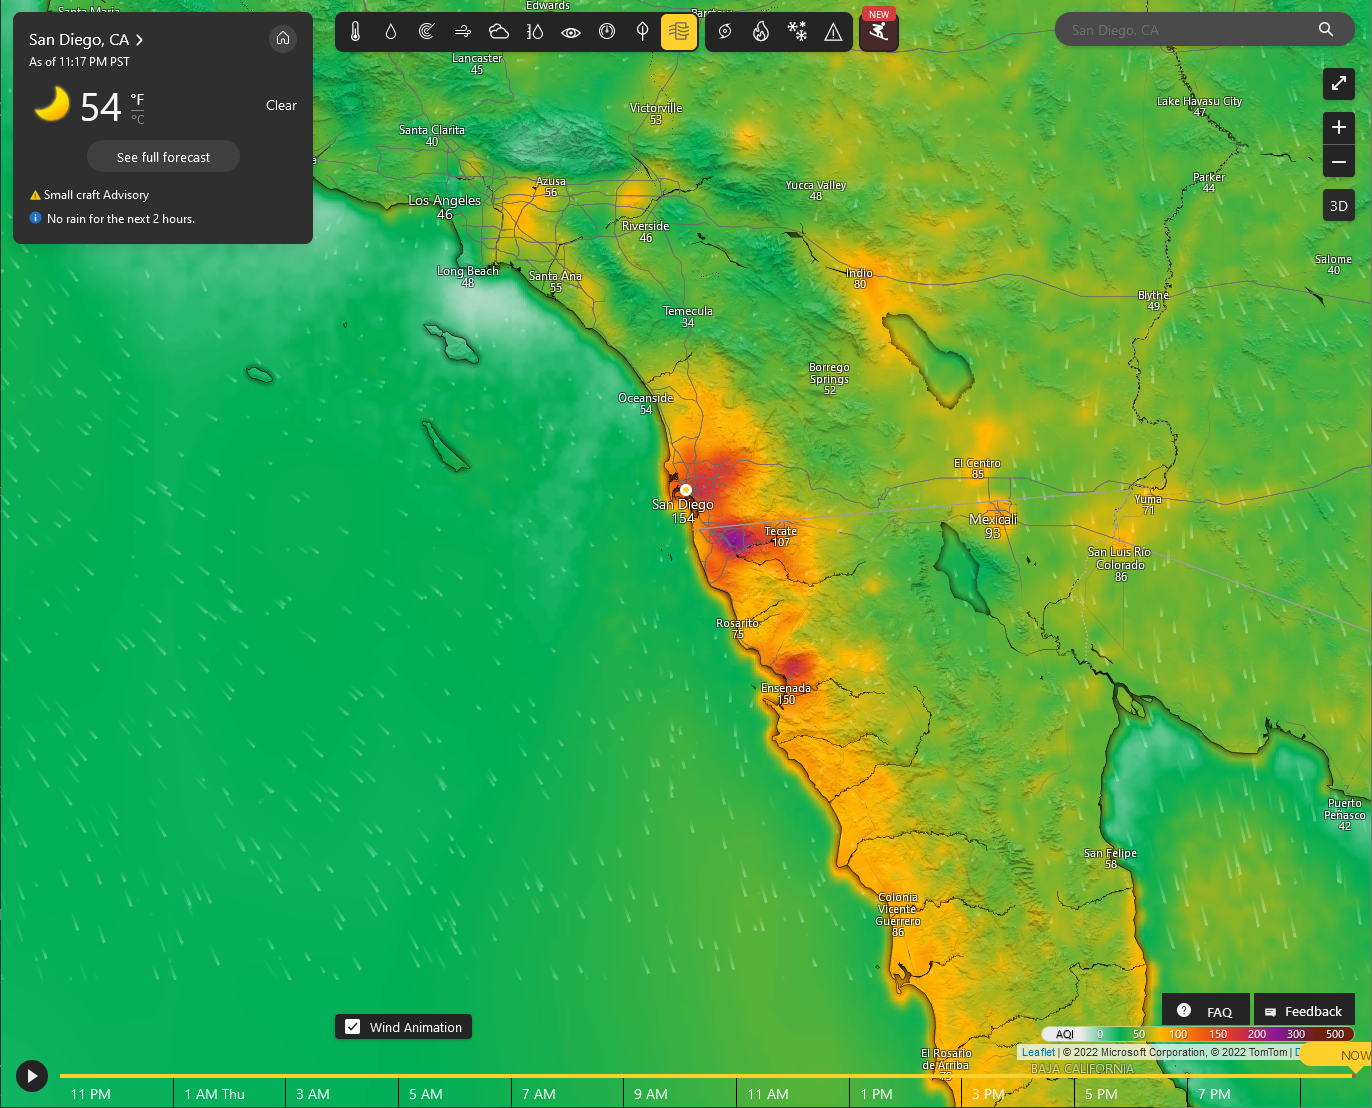 Santa Maria
Edwards
Barstow
San Diego, CA
As of 11:17 PM PST
54
°F
°C
Clear
See full forecast
Small craft Advisory
No rain for the next 2 hours.
NEW
San Diego, CA
3D
Lancaster
45
Victorville
53
Lake Havasu City
47
Santa Clarita
40
Azusa
56
Yucca Valley
48
Parker
44
Los Angeles
46
Riverside
46
Salome
40
Long Beach
48
Santa Ana
55
Indio
80
Blythe
49
Temecula
34
Borrego
Springs
52
Oceanside
54
El Centro
85
San Diego
154
Yuma
71
Mexicali
93
Tecate
107
San Luis Río
Colorado
86
Rosarito
75
Ensenada
150
Puerto
Peñasco
42
San Felipe
58
Colonia
Vicente
Guerrero
86
FAQ
Feedback
Wind Animation
AQI 0 50 100 150 200 300 500
El Rosario
de Arriba
Leaflet | © 2022 Microsoft Corporation, © 2022 TomTom |
NOW
BAJA CALIFORNIA
11 PM
1 AM Thu
3 AM
5 AM
7 AM
9 AM
11 AM
1 PM
3 PM
5 PM
7 PM